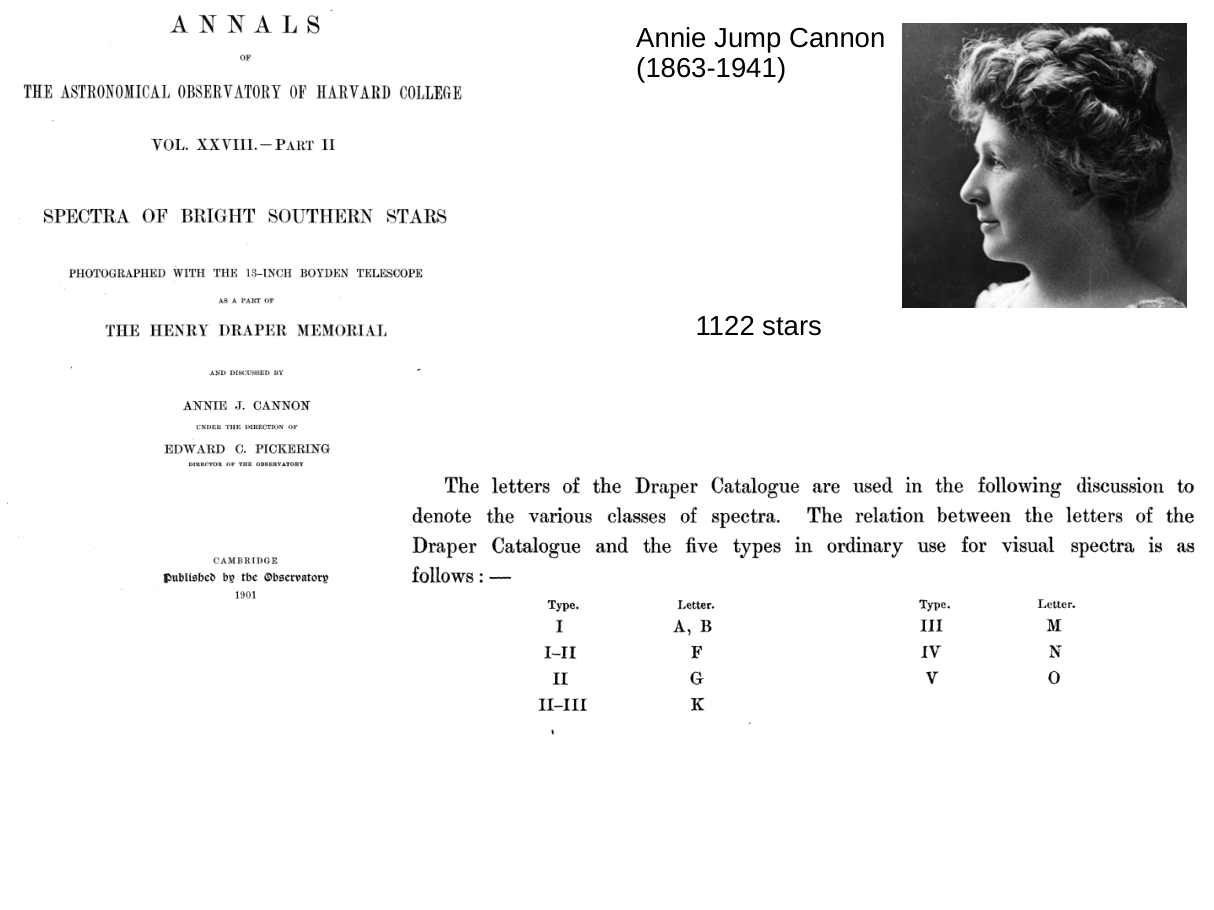 ANNALS
OF
THE ASTRONOMICAL OBSERVATORY OF HARVARD COLLEGE
VOL. XXVIII.—PART II
SPECTRA OF BRIGHT SOUTHERN STARS
PHOTOGRAPHED WITH THE 13-INCH BOYDEN TELESCOPE
AS A PART OF
THE HENRY DRAPER MEMORIAL
AND DISCUSSED BY
ANNIE J. CANNON
UNDER THE DIRECTION OF
EDWARD C. PICKERING
DIRECTOR OF THE OBSERVATORY
CAMBRIDGE
Published by the Observatory
1901
Annie Jump Cannon
(1863-1941)
1122 stars
The letters of the Draper Catalogue are used in the following discussion to
denote the various classes of spectra. The relation between the letters of the
Draper Catalogue and the five types in ordinary use for visual spectra is as
follows : —
Type. Letter. Type. Letter.
I A, B III M
I–II F IV N
II G V O
II–III K